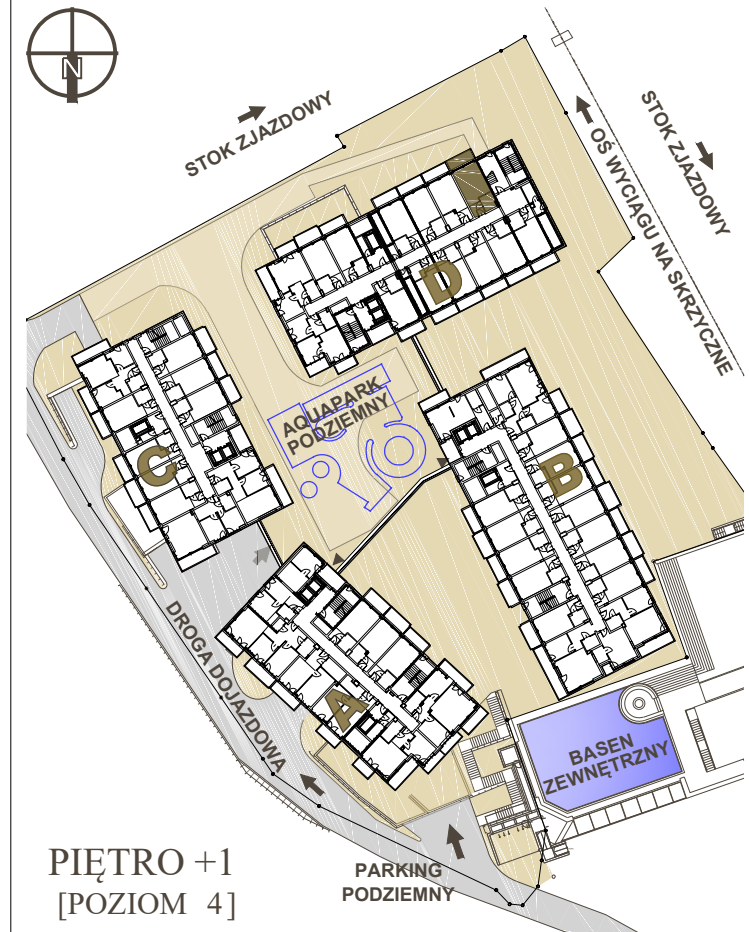 N
STOK ZJAZDOWY
STOK ZJAZDOWY
OŚ WYCIĄGU NA SKRZYCZNE
D
AQUAPARK
PODZIEMNY
C
B
DROGA DOJAZDOWA
A
BASEN
ZEWNĘTRZNY
PIĘTRO +1
[POZIOM 4]
PARKING
PODZIEMNY